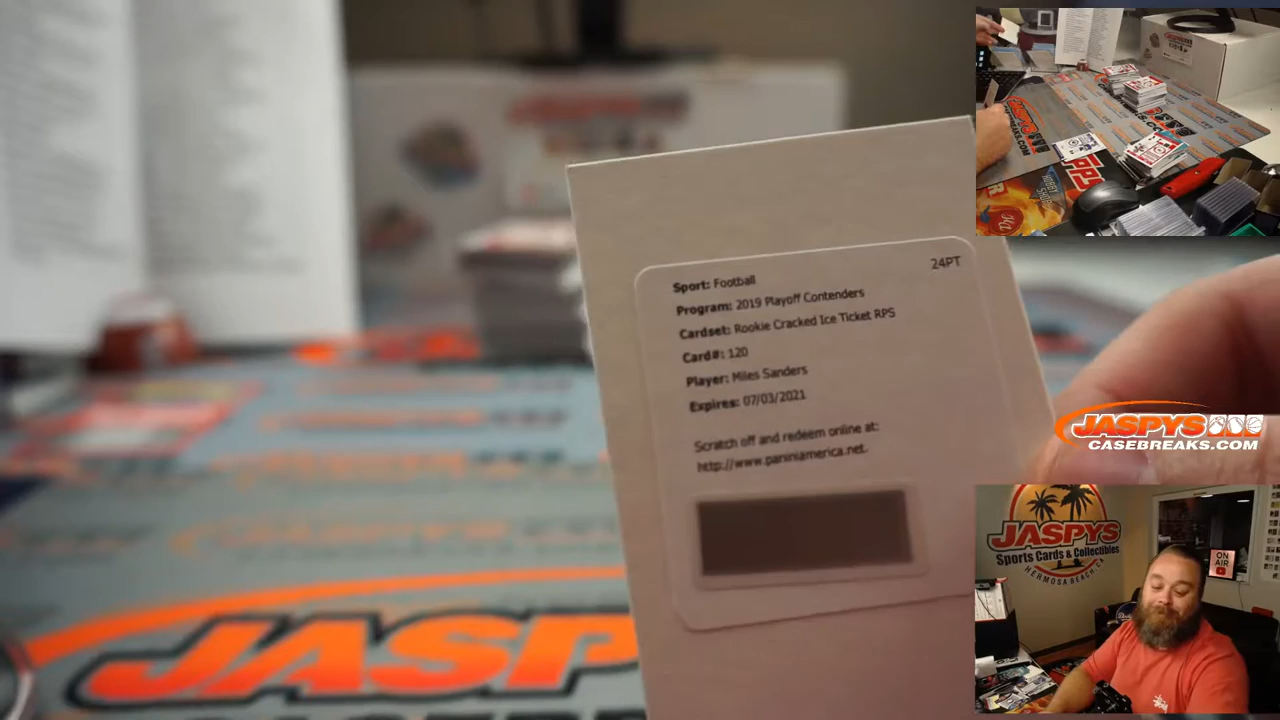 24PT
Sport: Football
Program: 2019 Playoff Contenders
Cardset: Rookie Cracked Ice Ticket RPS
Card#: 120
Player: Miles Sanders
Expires: 07/03/2021
Scratch off and redeem online at:
http://www.paniniamerica.net.
JASPYS
CASEBREAKS.COM
JASPYS
Sports Cards & Collectibles
HERMOSA BEACH, CA
ON
AIR
JASP